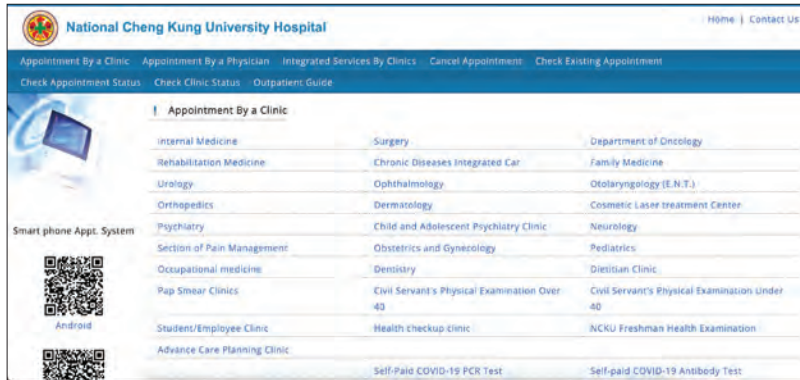 National Cheng Kung University Hospital
Home | Contact Us
Appointment By a Clinic Appointment By a Physician Integrated Services By Clinics Cancel Appointment Check Existing Appointment
Check Appointment Status Check Clinic Status Outpatient Guide
! Appointment By a Clinic
Internal Medicine Surgery Department of Oncology
Rehabilitation Medicine Chronic Diseases Integrated Car Family Medicine
Urology Ophthalmology Otolaryngology (E.N.T.)
Orthopedics Dermatology Cosmetic Laser treatment Center
Psychiatry Child and Adolescent Psychiatry Clinic Neurology
Smart phone Appt. System
Section of Pain Management Obstetrics and Gynecology Pediatrics
Occupational medicine Dentistry Dietitian Clinic
Pap Smear Clinics Civil Servant's Physical Examination Over Civil Servant's Physical Examination Under
40 40
Android
Student/Employee Clinic Health checkup clinic NCKU Freshman Health Examination
Advance Care Planning Clinic
Self-Paid COVID-19 PCR Test Self-paid COVID-19 Antibody Test